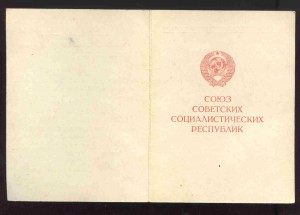 СОЮЗ
СОВЕТСКИХ
СОЦИАЛИСТИЧЕСКИХ
РЕСПУБЛИК